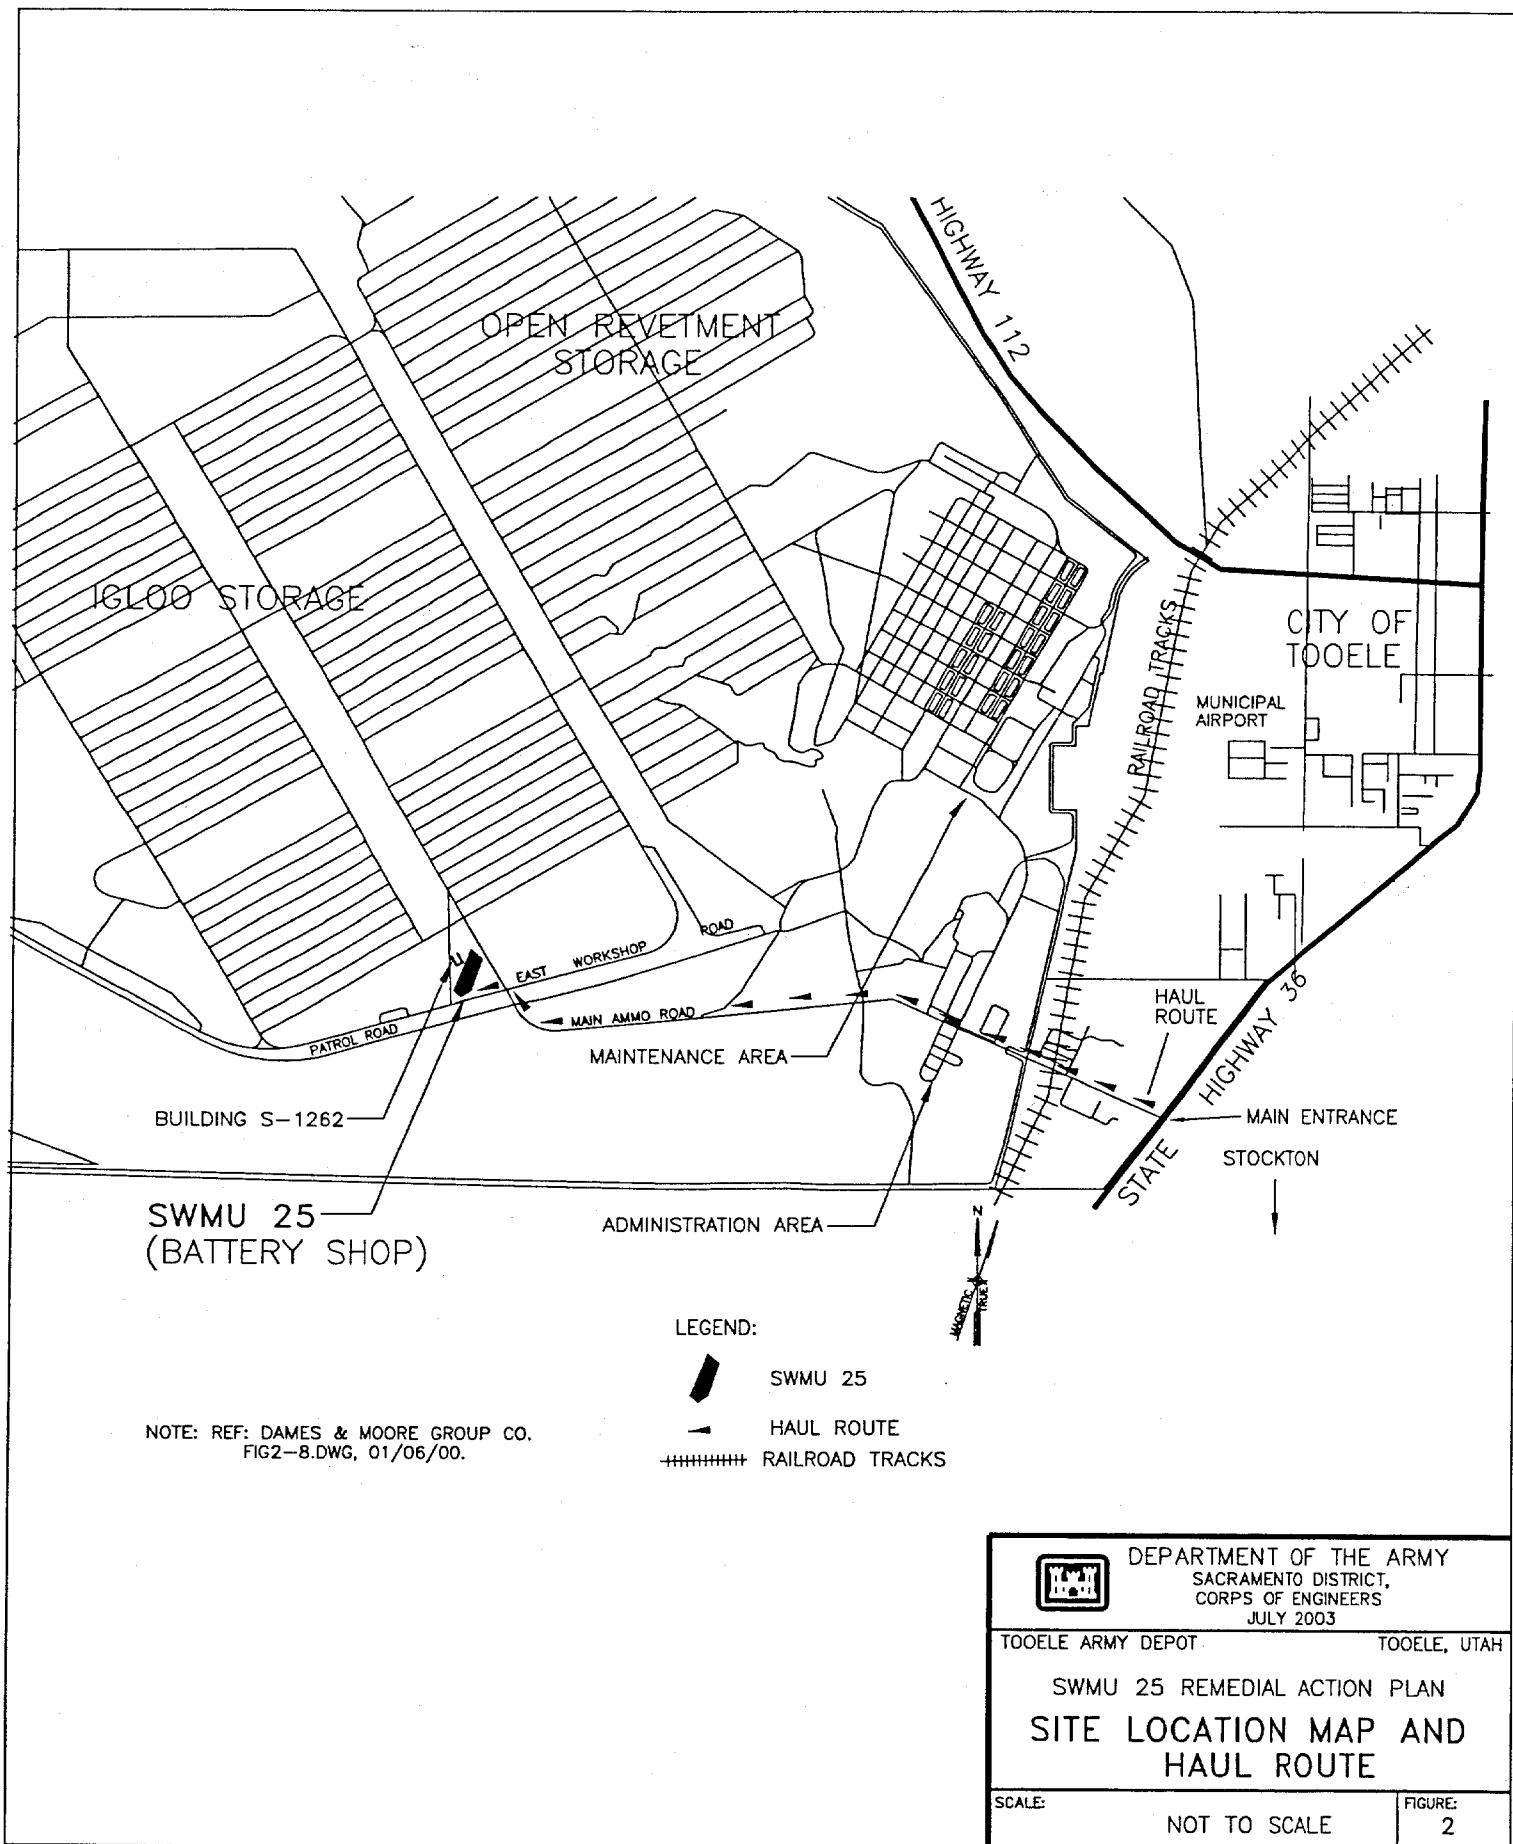 HIGHWAY 112
OPEN REVETMENT
STORAGE
IGLOO STORAGE
CITY OF
TOOELE
RAILROAD TRACKS
MUNICIPAL
AIRPORT
EAST WORKSHOP ROAD
MAIN AMMO ROAD
PATROL ROAD
HAUL
ROUTE
MAINTENANCE AREA
STATE HIGHWAY 36
BUILDING S-1262
MAIN ENTRANCE
STOCKTON
SWMU 25
(BATTERY SHOP)
ADMINISTRATION AREA
N
MAGNETIC
TRUE
LEGEND:
SWMU 25
HAUL ROUTE
RAILROAD TRACKS
NOTE: REF: DAMES & MOORE GROUP CO.
FIG2-8.DWG, 01/06/00.
DEPARTMENT OF THE ARMY
SACRAMENTO DISTRICT,
CORPS OF ENGINEERS
JULY 2003
TOOELE ARMY DEPOT TOOELE, UTAH
SWMU 25 REMEDIAL ACTION PLAN
SITE LOCATION MAP AND
HAUL ROUTE
SCALE:
NOT TO SCALE
FIGURE:
2